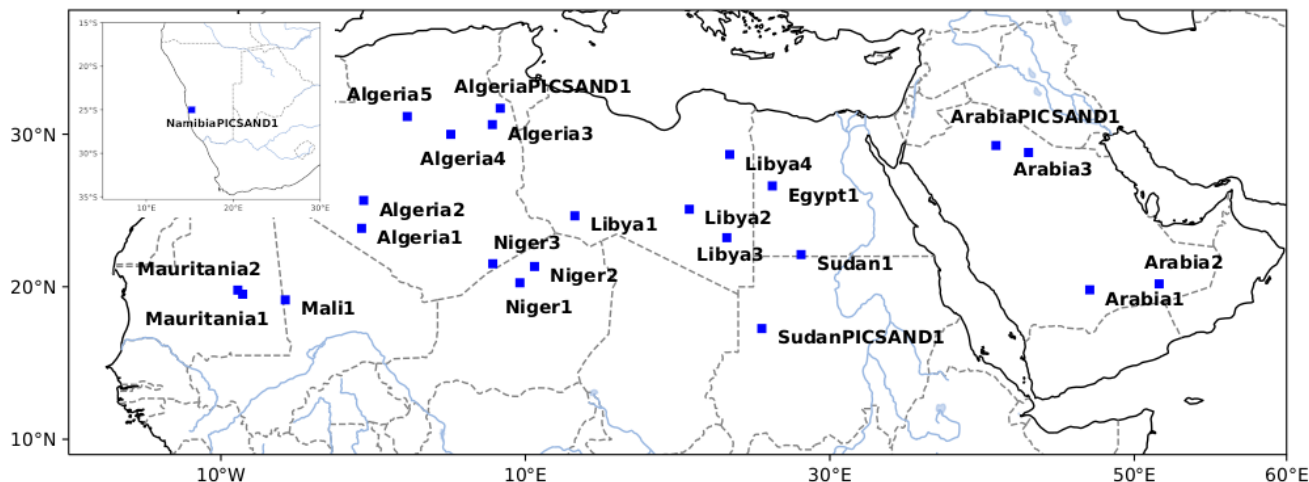 15°S
20°S
25°S
30°S
35°S
10°E
20°E
30°E
NamibiaPICSAND1
30°N
20°N
10°N
Algeria5
AlgeriaPICSAND1
Algeria3
Algeria4
ArabiaPICSAND1
Arabia3
Libya4
Egypt1
Algeria2
Algeria1
Libya1
Libya2
Libya3
Niger3
Niger2
Niger1
Sudan1
Mauritania2
Mauritania1
Mali1
Arabia2
Arabia1
SudanPICSAND1
10°W
10°E
30°E
50°E
60°E